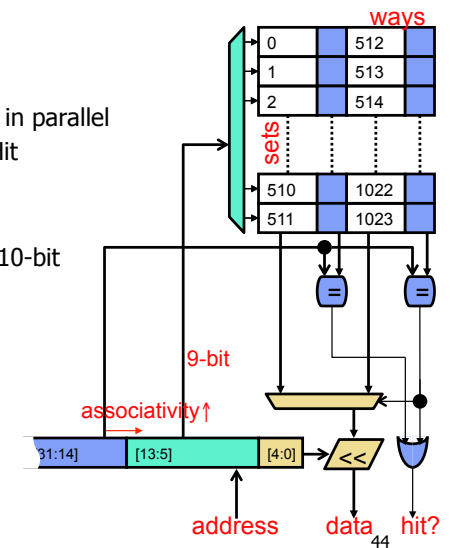 ways
0 512
1 513
in parallel
2 514
lit
sets
510 1022
511 1023
10-bit
= =
9-bit
associativity↑
31:14] [13:5] [4:0] <<
address data hit?
44